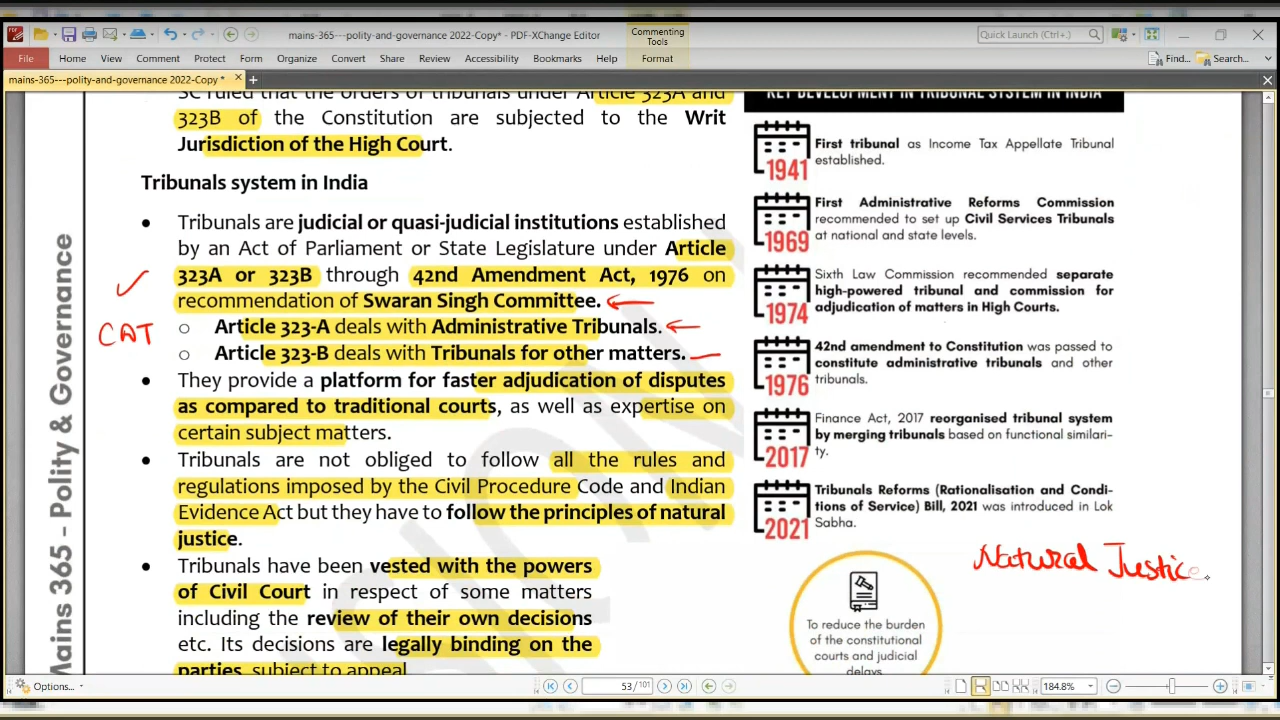 Commenting
Tools
mains-365---polity-and-governance 2022-Copy* - PDF-XChange Editor
Quick Launch (Ctrl+.)
File Home View Comment Protect Form Organize Convert Share Review Accessibility Bookmarks Help Format
Find... Search...
mains-365---polity-and-governance 2022-Copy *
SC ruled that the orders of tribunals under Article 323A and
323B of the Constitution are subjected to the Writ
Jurisdiction of the High Court.
Tribunals system in India
• Tribunals are judicial or quasi-judicial institutions established
by an Act of Parliament or State Legislature under Article
323A or 323B through 42nd Amendment Act, 1976 on
recommendation of Swaran Singh Committee.
○ Article 323-A deals with Administrative Tribunals.
CAT
○ Article 323-B deals with Tribunals for other matters.
• They provide a platform for faster adjudication of disputes
as compared to traditional courts, as well as expertise on
certain subject matters.
• Tribunals are not obliged to follow all the rules and
regulations imposed by the Civil Procedure Code and Indian
Evidence Act but they have to follow the principles of natural
justice.
• Tribunals have been vested with the powers
of Civil Court in respect of some matters
including the review of their own decisions
etc. Its decisions are legally binding on the
parties, subject to appeal
Mains 365 - Polity & Governance
KEY DEVELOPMENT IN TRIBUNAL SYSTEM IN INDIA
1941
First tribunal as Income Tax Appellate Tribunal
established.
1969
First Administrative Reforms Commission
recommended to set up Civil Services Tribunals
at national and state levels.
1974
Sixth Law Commission recommended separate
high-powered tribunal and commission for
adjudication of matters in High Courts.
1976
42nd amendment to Constitution was passed to
constitute administrative tribunals and other
tribunals.
2017
Finance Act, 2017 reorganised tribunal system
by merging tribunals based on functional similari-
ty.
2021
Tribunals Reforms (Rationalisation and Condi-
tions of Service) Bill, 2021 was introduced in Lok
Sabha.
Natural Justice
To reduce the burden
of the constitutional
courts and judicial
delays
Options...
53 / 101
184.8%